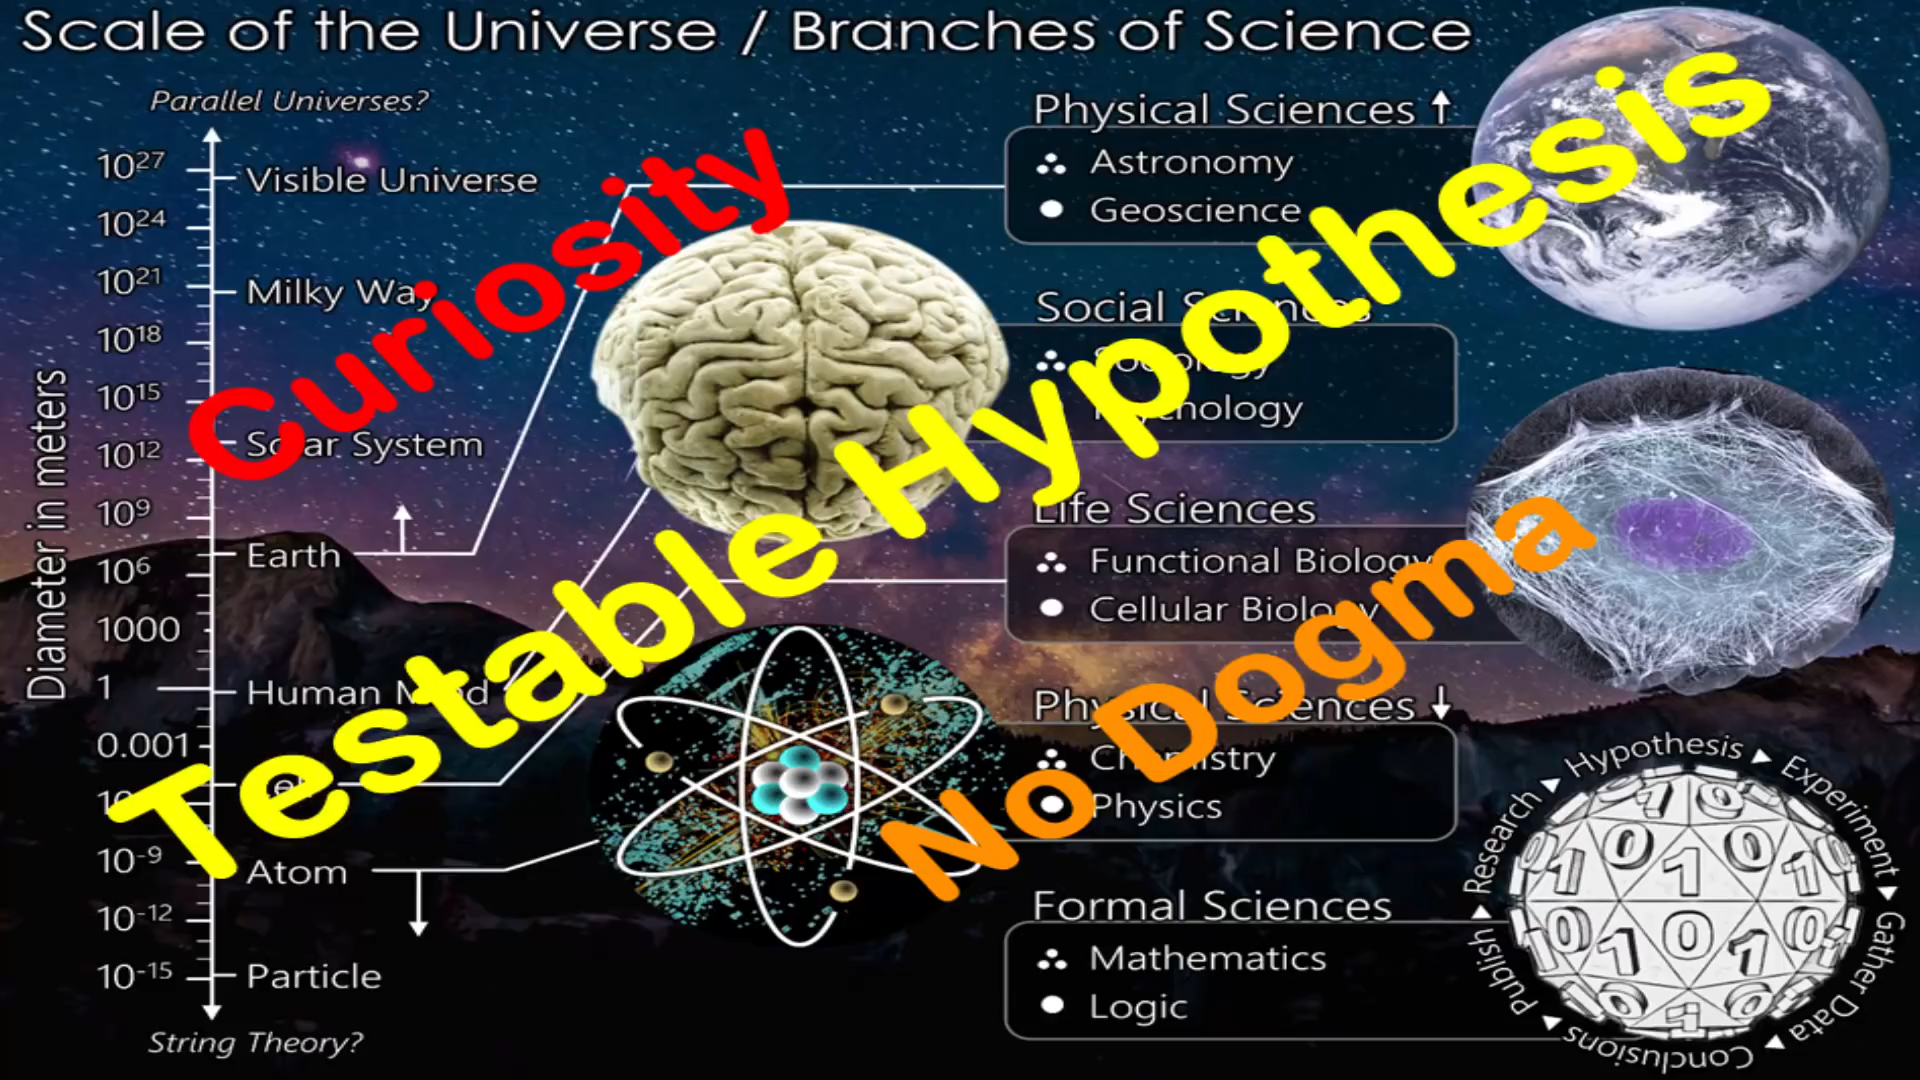 Scale of the Universe / Branches of Science
Parallel Universes?
Diameter in meters
10²⁷
Visible Universe
10²⁴
10²¹
Milky Way
10¹⁸
10¹⁵
10¹²
Solar System
10⁹
Earth
10⁶
1000
1
Human Mind
0.001
10⁻⁹
Atom
10⁻¹²
10⁻¹⁵
Particle
String Theory?
Curiosity
Testable Hypothesis
No Dogma
Physical Sciences ↑
Astronomy
Geoscience
Social Sciences
Sociology
Psychology
Life Sciences
Functional Biology
Cellular Biology
Physical Sciences ↓
Chemistry
Physics
Formal Sciences
Mathematics
Logic
Research ▸ Hypothesis ▸ Experiment ▸ Gather Data ▸ Conclusions ▸ Publish ▸